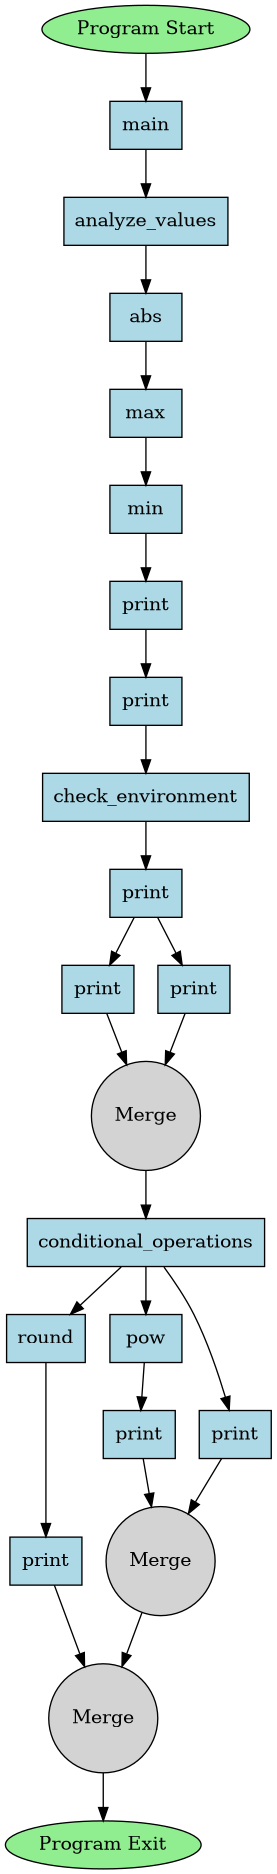 Program Start
main
analyze_values
abs
max
min
print
print
check_environment
print
print
print
Merge
conditional_operations
round
pow
print
print
print
Merge
Merge
Program Exit